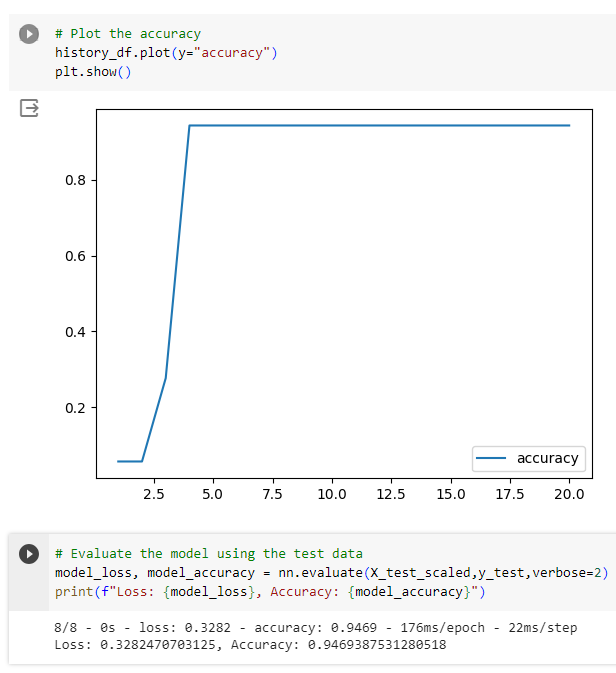 # Plot the accuracy
history_df.plot(y="accuracy")
plt.show()
0.8
0.6
0.4
0.2
accuracy
2.5 5.0 7.5 10.0 12.5 15.0 17.5 20.0
# Evaluate the model using the test data
model_loss, model_accuracy = nn.evaluate(X_test_scaled,y_test,verbose=2)
print(f"Loss: {model_loss}, Accuracy: {model_accuracy}")
8/8 - 0s - loss: 0.3282 - accuracy: 0.9469 - 176ms/epoch - 22ms/step
Loss: 0.3282470703125, Accuracy: 0.9469387531280518